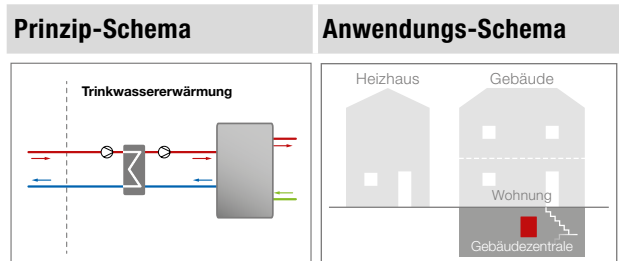 Prinzip-Schema
Anwendungs-Schema
Trinkwassererwärmung
Heizhaus
Gebäude
Wohnung
Gebäudezentrale